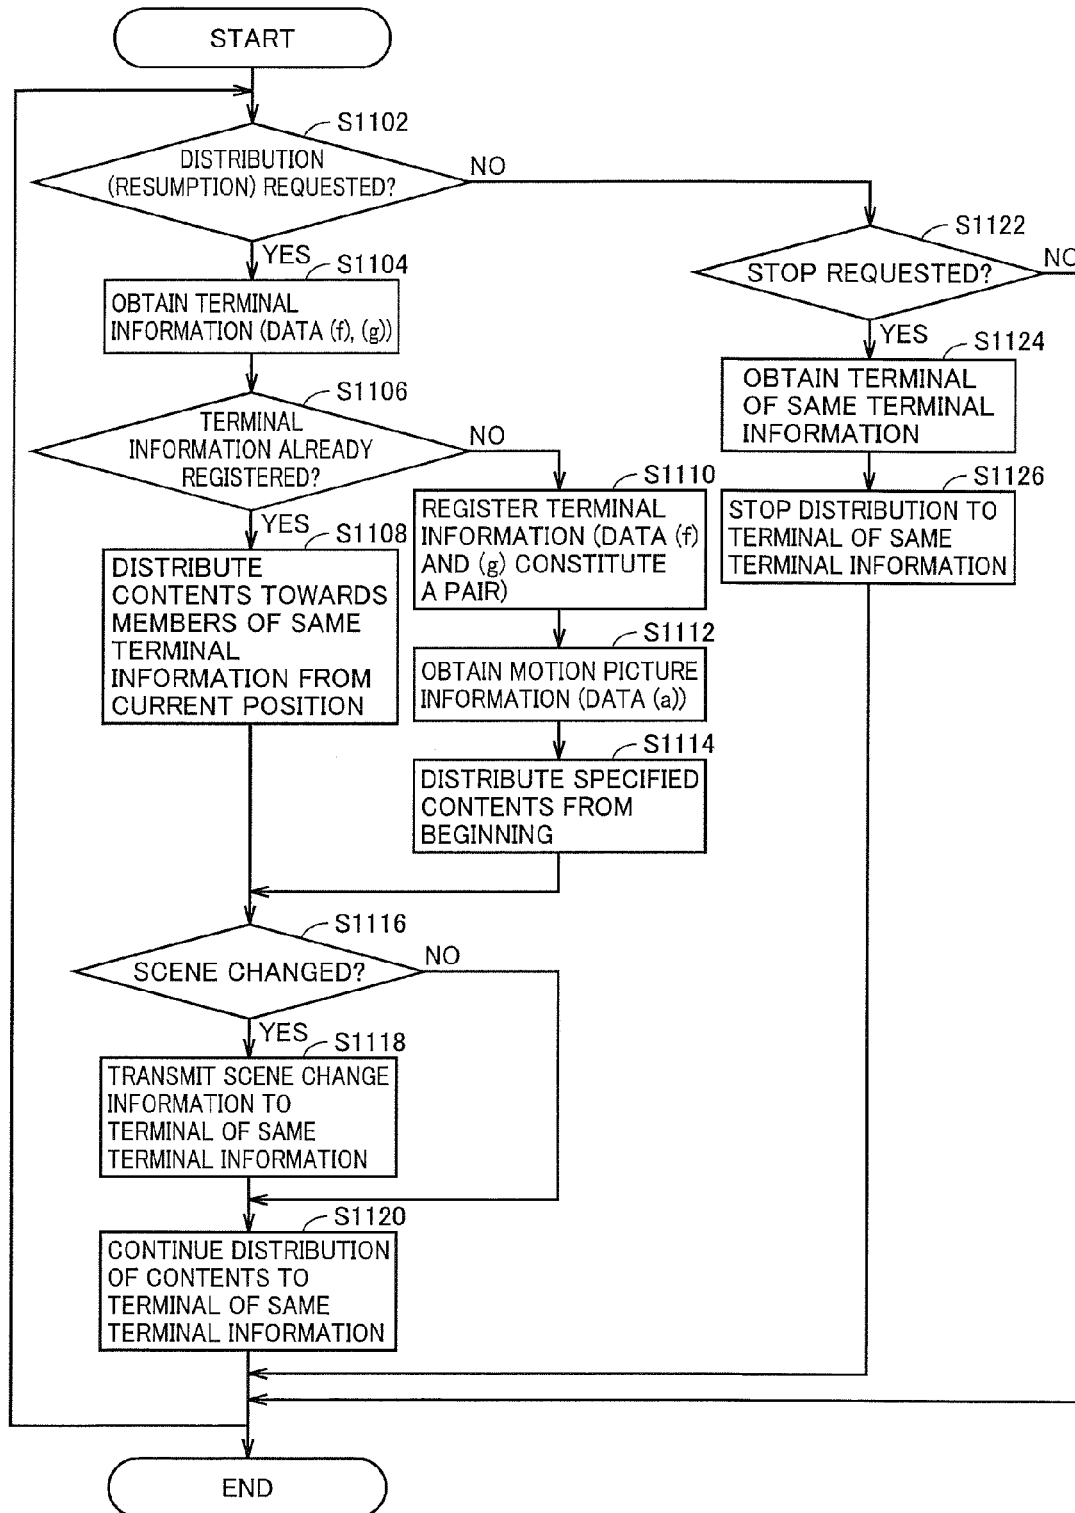 START
S1102
DISTRIBUTION
(RESUMPTION) REQUESTED?
NO
YES
S1104
OBTAIN TERMINAL
INFORMATION (DATA (f), (g))
S1106
TERMINAL
INFORMATION ALREADY
REGISTERED?
NO
YES
S1108
DISTRIBUTE
CONTENTS TOWARDS
MEMBERS OF SAME
TERMINAL
INFORMATION FROM
CURRENT POSITION
S1110
REGISTER TERMINAL
INFORMATION (DATA (f)
AND (g) CONSTITUTE
A PAIR)
S1112
OBTAIN MOTION PICTURE
INFORMATION (DATA (a))
S1114
DISTRIBUTE SPECIFIED
CONTENTS FROM
BEGINNING
S1116
SCENE CHANGED?
NO
YES
S1118
TRANSMIT SCENE CHANGE
INFORMATION TO
TERMINAL OF SAME
TERMINAL INFORMATION
S1120
CONTINUE DISTRIBUTION
OF CONTENTS TO
TERMINAL OF SAME
TERMINAL INFORMATION
S1122
STOP REQUESTED?
NO
YES
S1124
OBTAIN TERMINAL
OF SAME TERMINAL
INFORMATION
S1126
STOP DISTRIBUTION TO
TERMINAL OF SAME
TERMINAL INFORMATION
END